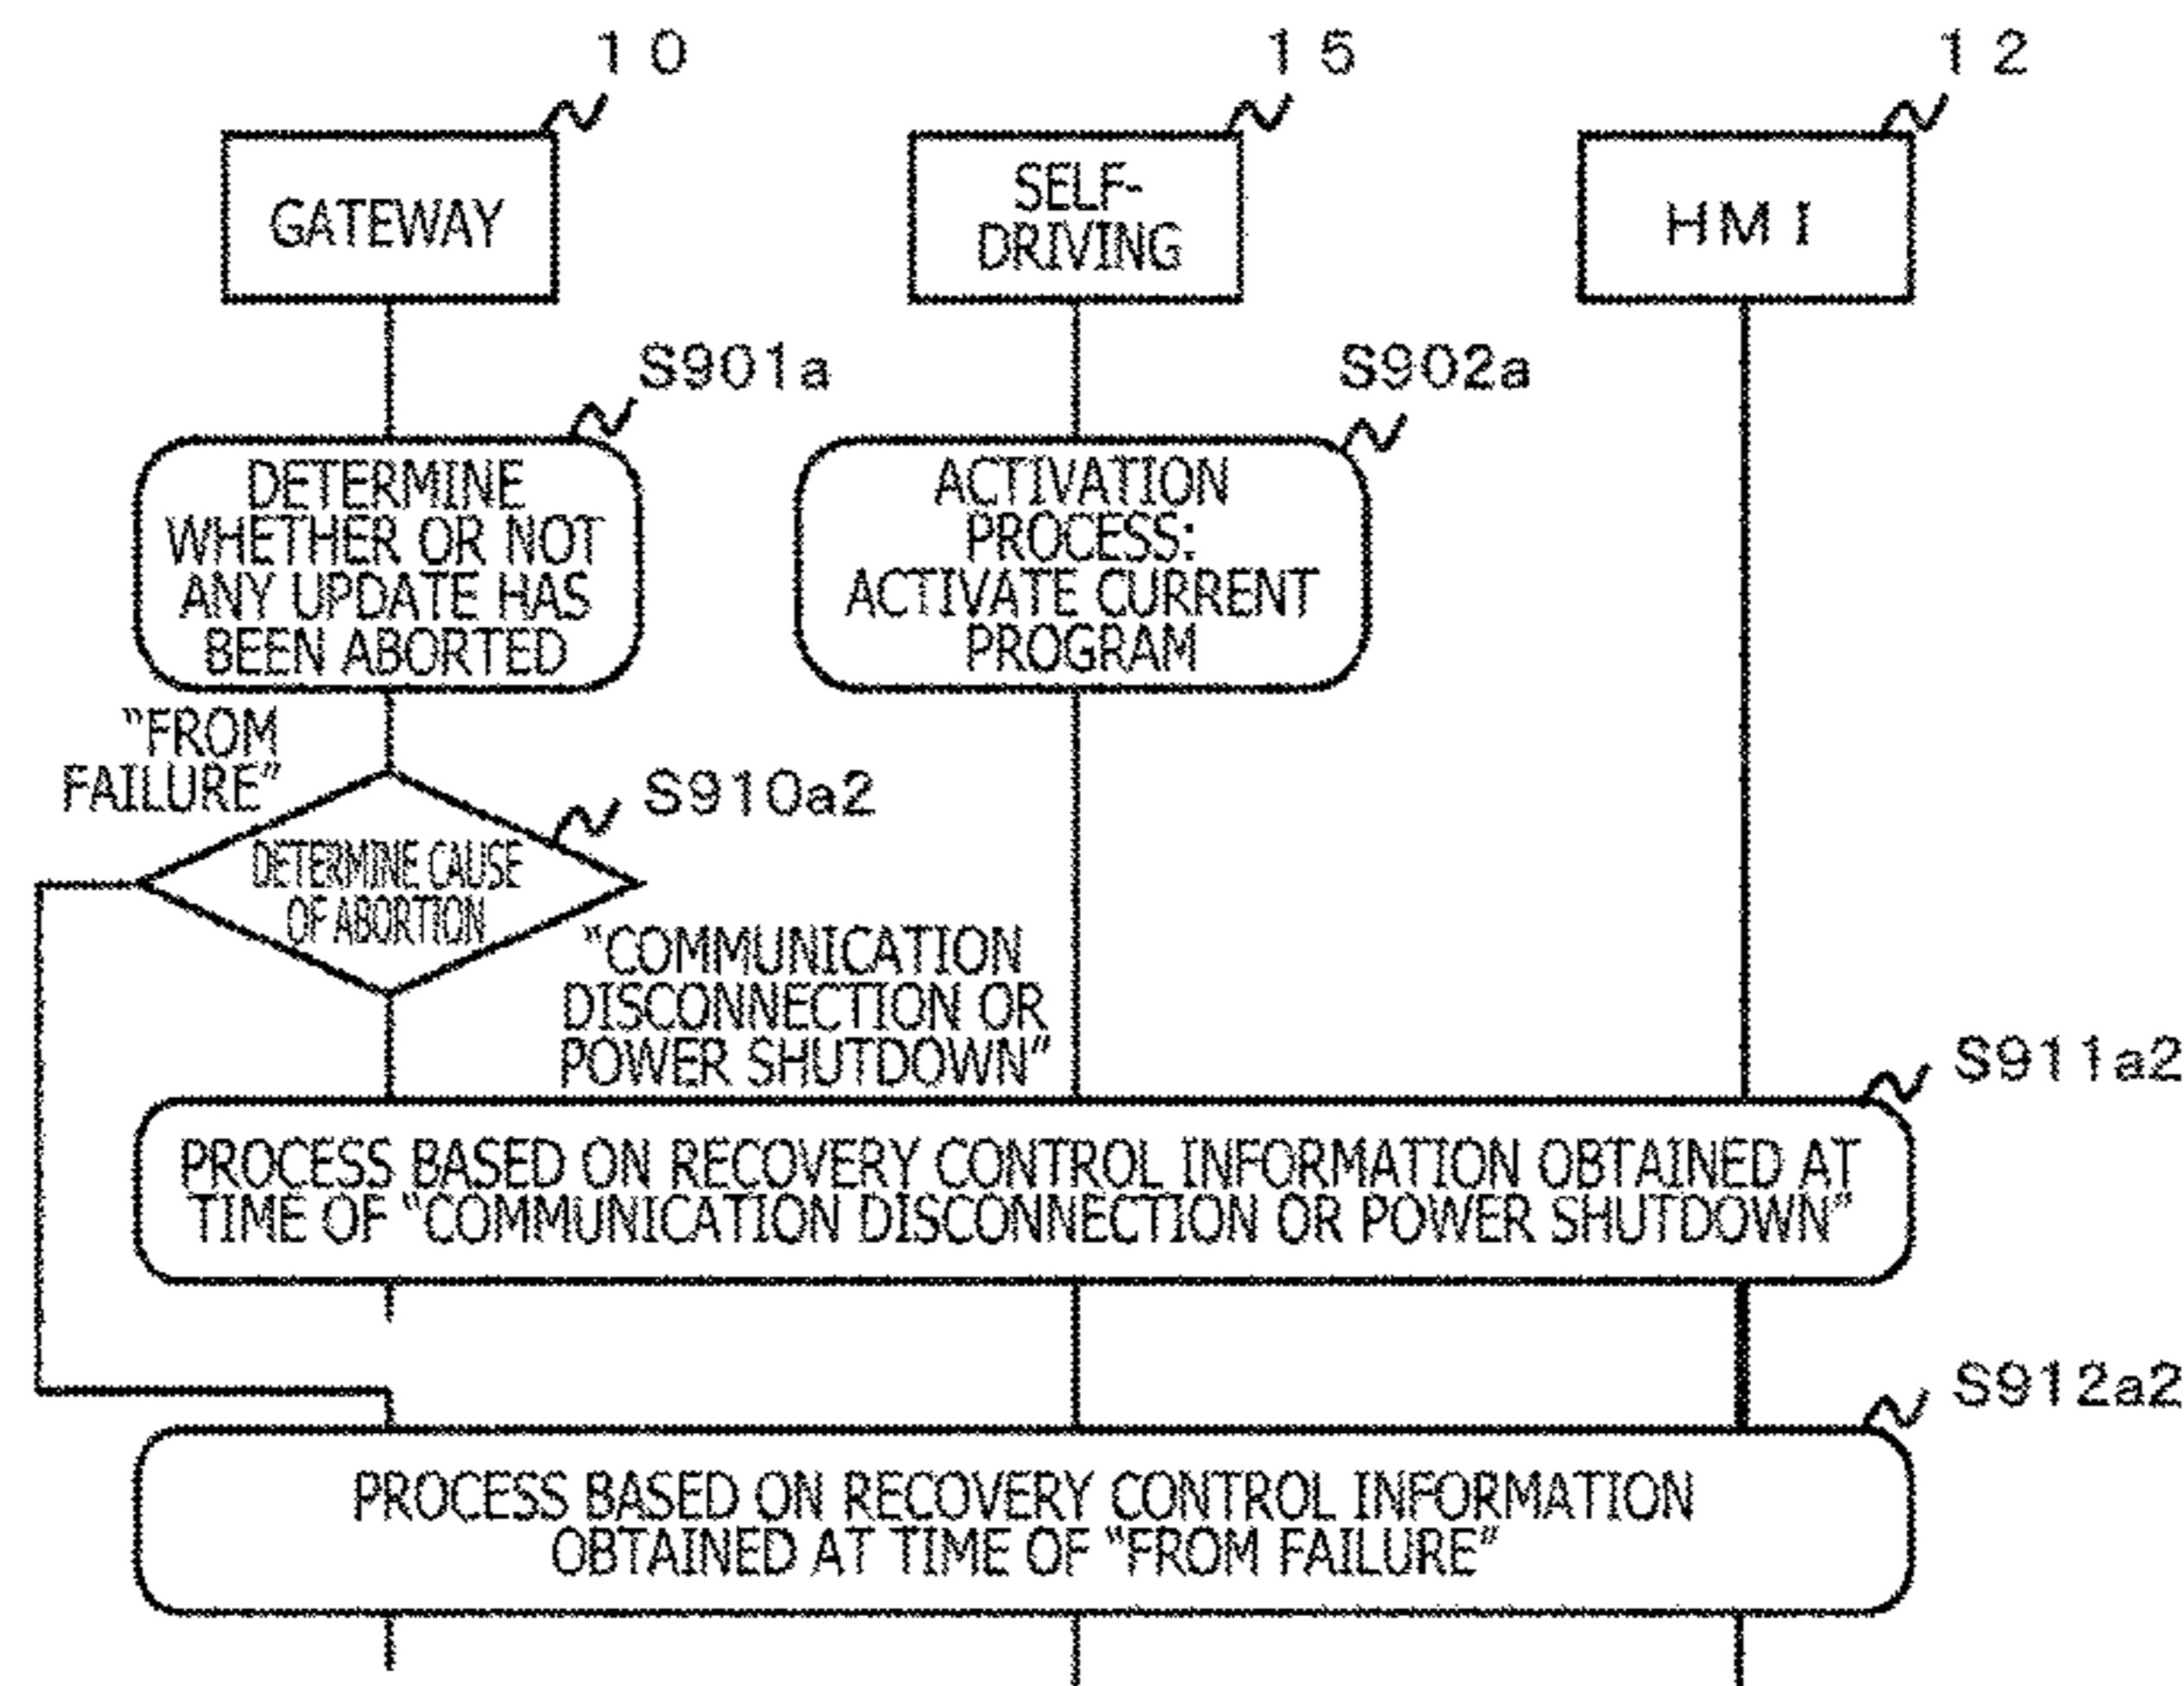 10
15
12
GATEWAY
SELF-
DRIVING
HMI
S901a
S902a
DETERMINE
WHETHER OR NOT
ANY UPDATE HAS
BEEN ABORTED
ACTIVATION
PROCESS:
ACTIVATE CURRENT
PROGRAM
"FROM
FAILURE"
S910a2
DETERMINE CAUSE
OF ABORTION
"COMMUNICATION
DISCONNECTION OR
POWER SHUTDOWN"
S911a2
PROCESS BASED ON RECOVERY CONTROL INFORMATION OBTAINED AT
TIME OF "COMMUNICATION DISCONNECTION OR POWER SHUTDOWN"
S912a2
PROCESS BASED ON RECOVERY CONTROL INFORMATION
OBTAINED AT TIME OF "FROM FAILURE"